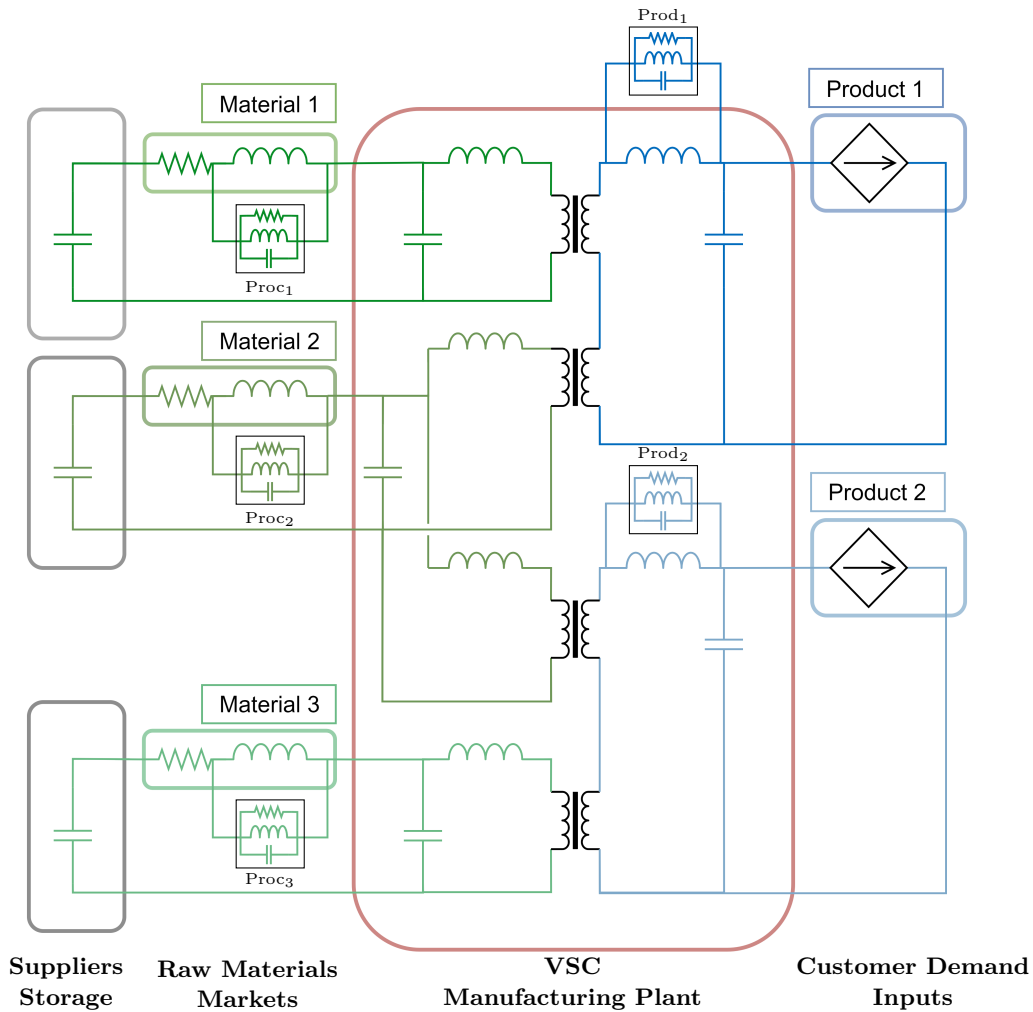 Prod₁
Material 1
Product 1
Proc₁
Material 2
Prod₂
Product 2
Proc₂
Material 3
Proc₃
Suppliers
Storage
Raw Materials
Markets
VSC
Manufacturing Plant
Customer Demand
Inputs